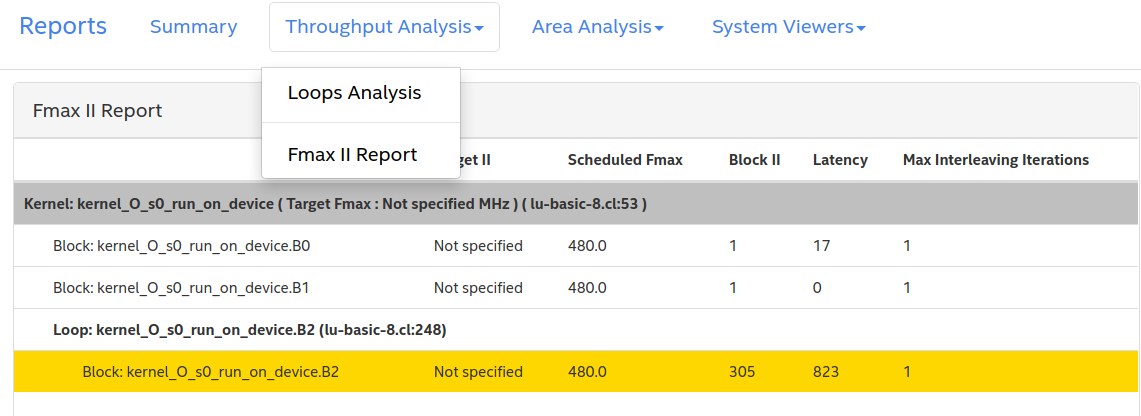 Reports Summary Throughput Analysis Area Analysis System Viewers
Loops Analysis
Fmax II Report
Fmax II Report
II Scheduled Fmax Block II Latency Max Interleaving Iterations
Kernel: kernel_O_s0_run_on_device ( Target Fmax : Not specified MHz ) ( lu-basic-8.cl:53 )
Block: kernel_O_s0_run_on_device.B0 Not specified 480.0 1 17 1
Block: kernel_O_s0_run_on_device.B1 Not specified 480.0 1 0 1
Loop: kernel_O_s0_run_on_device.B2 (lu-basic-8.cl:248)
Block: kernel_O_s0_run_on_device.B2 Not specified 480.0 305 823 1